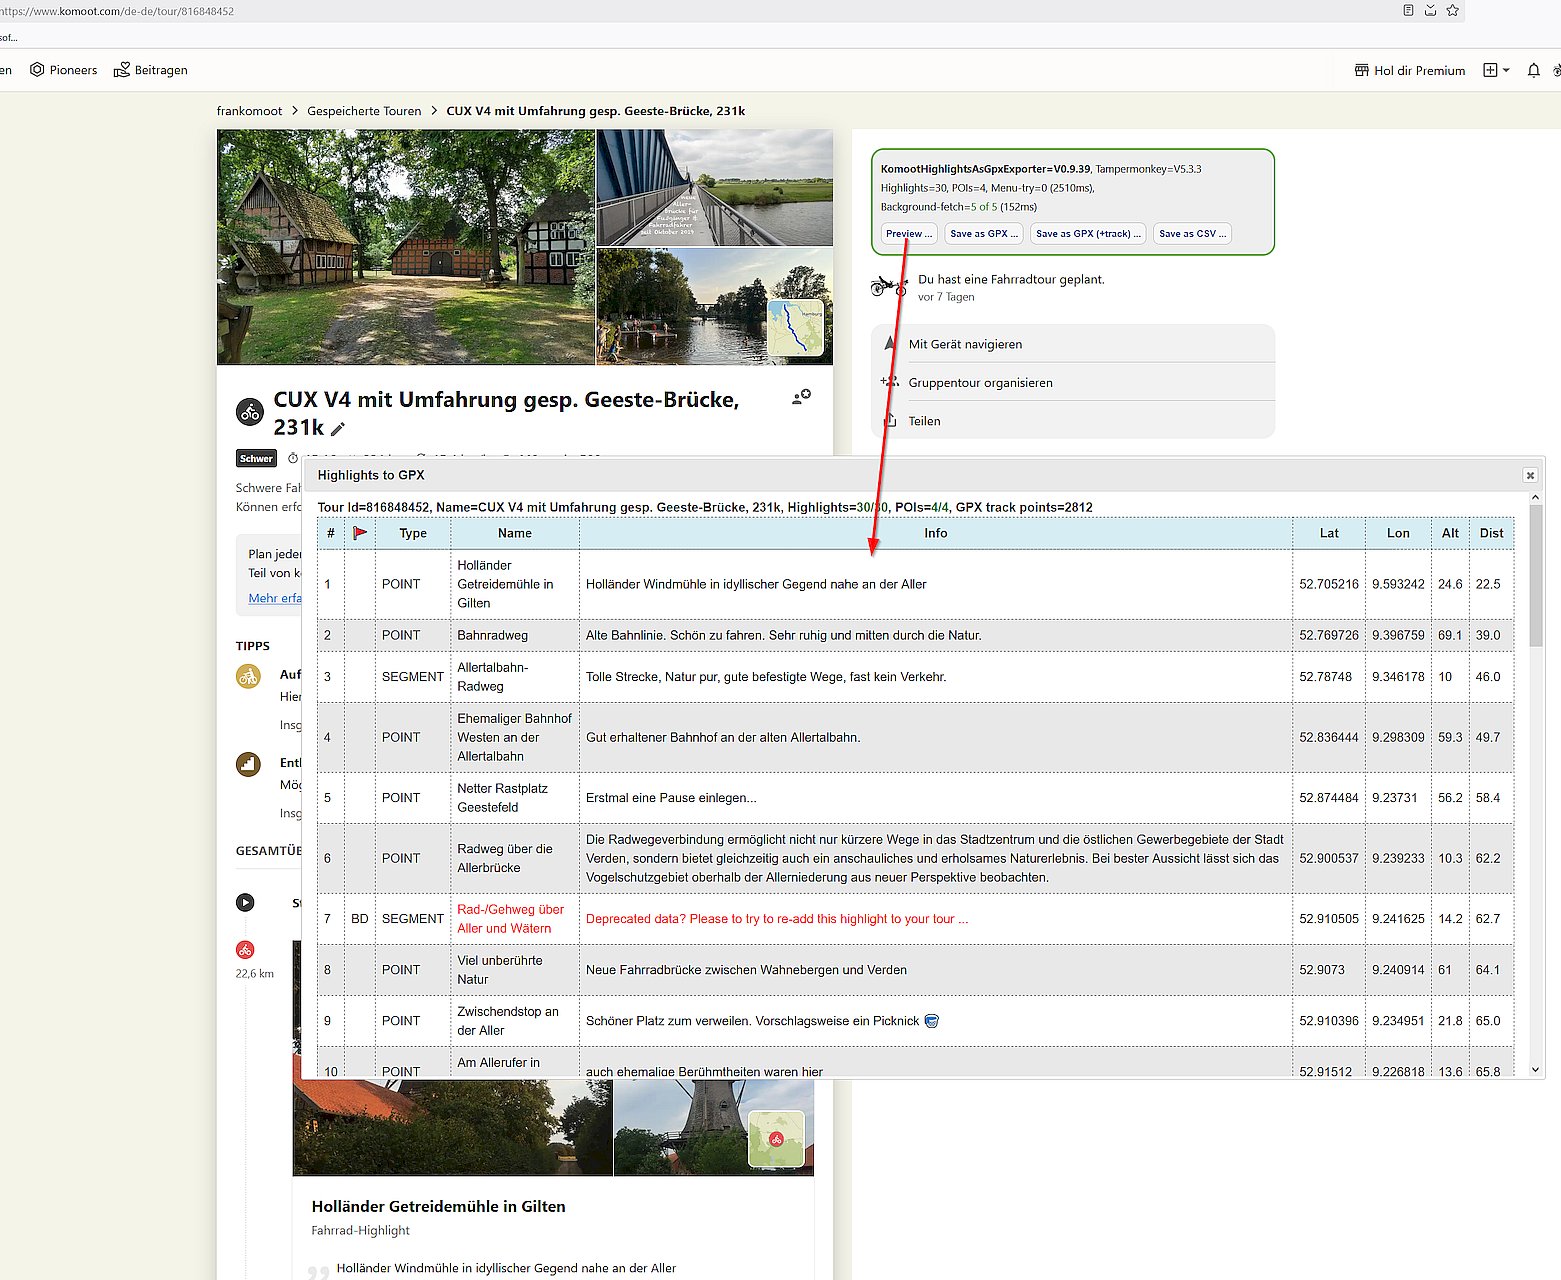 https://www.komoot.com/de-de/tour/816848452
sof...
en Pioneers Beitragen Hol dir Premium
frankomoot > Gespeicherte Touren > CUX V4 mit Umfahrung gesp. Geeste-Brücke, 231k
neue
Aller-
Brücke für
Fußgänger &
Fahrradfahrer
seit Oktober 2019
Hamburg
KomootHighlightsAsGpxExporter=V0.9.39, Tampermonkey=V5.3.3
Highlights=30, POIs=4, Menu-try=0 (2510ms),
Background-fetch=5 of 5 (152ms)
Preview ... Save as GPX ... Save as GPX (+track) ... Save as CSV ...
Du hast eine Fahrradtour geplant.
vor 7 Tagen
Mit Gerät navigieren
Gruppentour organisieren
Teilen
CUX V4 mit Umfahrung gesp. Geeste-Brücke,
231k
Schwer
Schwere Fah
Können erfo
Plan jeder
Teil von k
Mehr erfa
TIPPS
Auf
Hier
Insg
Entl
Mög
Insg
GESAMTÜB
St
22,6 km
Highlights to GPX
Tour Id=816848452, Name=CUX V4 mit Umfahrung gesp. Geeste-Brücke, 231k, Highlights=30/30, POIs=4/4, GPX track points=2812
# Type Name Info Lat Lon Alt Dist
1 POINT Holländer Getreidemühle in Gilten Holländer Windmühle in idyllischer Gegend nahe an der Aller 52.705216 9.593242 24.6 22.5
2 POINT Bahnradweg Alte Bahnlinie. Schön zu fahren. Sehr ruhig und mitten durch die Natur. 52.769726 9.396759 69.1 39.0
3 SEGMENT Allertalbahn-Radweg Tolle Strecke, Natur pur, gute befestigte Wege, fast kein Verkehr. 52.78748 9.346178 10 46.0
4 POINT Ehemaliger Bahnhof Westen an der Allertalbahn Gut erhaltener Bahnhof an der alten Allertalbahn. 52.836444 9.298309 59.3 49.7
5 POINT Netter Rastplatz Geestefeld Erstmal eine Pause einlegen... 52.874484 9.23731 56.2 58.4
6 POINT Radweg über die Allerbrücke Die Radwegeverbindung ermöglicht nicht nur kürzere Wege in das Stadtzentrum und die östlichen Gewerbegebiete der Stadt
Verden, sondern bietet gleichzeitig auch ein anschauliches und erholsames Naturerlebnis. Bei bester Aussicht lässt sich das
Vogelschutzgebiet oberhalb der Allerniederung aus neuer Perspektive beobachten. 52.900537 9.239233 10.3 62.2
7 BD SEGMENT Rad-/Gehweg über Aller und Wätern Deprecated data? Please to try to re-add this highlight to your tour ... 52.910505 9.241625 14.2 62.7
8 POINT Viel unberührte Natur Neue Fahrradbrücke zwischen Wahnebergen und Verden 52.9073 9.240914 61 64.1
9 POINT Zwischendstop an der Aller Schöner Platz zum verweilen. Vorschlagsweise ein Picknick 52.910396 9.234951 21.8 65.0
10 POINT Am Allerufer in auch ehemalige Berühmtheiten waren hier 52.91512 9.226818 13.6 65.8
Holländer Getreidemühle in Gilten
Fahrrad-Highlight
Holländer Windmühle in idyllischer Gegend nahe an der Aller